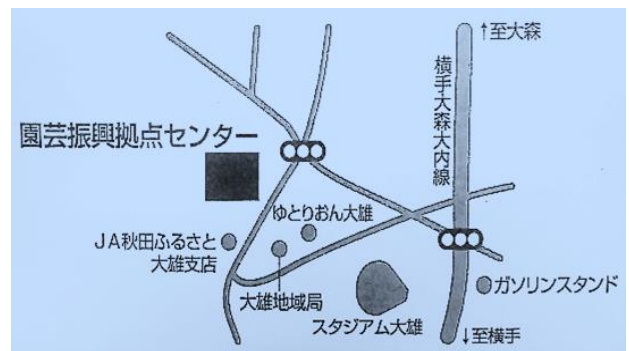 ↑至大森
横手大森大内線
園芸振興拠点センター
ゆとりおん大雄
JA秋田ふるさと
大雄支店
大雄地域局
ガソリンスタンド
スタジアム大雄
↓至横手